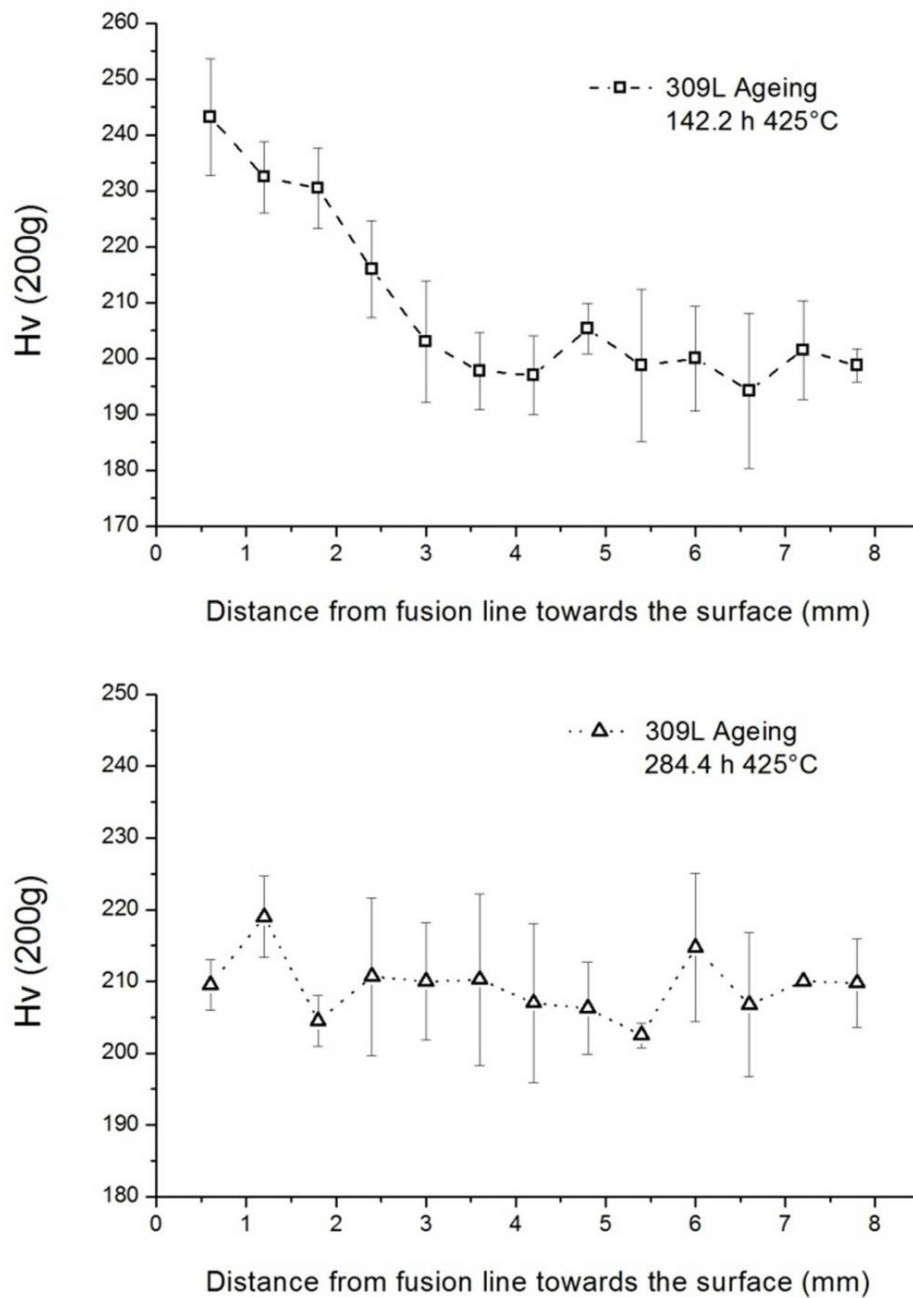 260
250
240
230
220
210
200
190
180
170
Hv (200g)
309L Ageing
142.2 h 425°C
0 1 2 3 4 5 6 7 8
Distance from fusion line towards the surface (mm)
250
240
230
220
210
200
190
180
Hv (200g)
309L Ageing
284.4 h 425°C
0 1 2 3 4 5 6 7 8
Distance from fusion line towards the surface (mm)